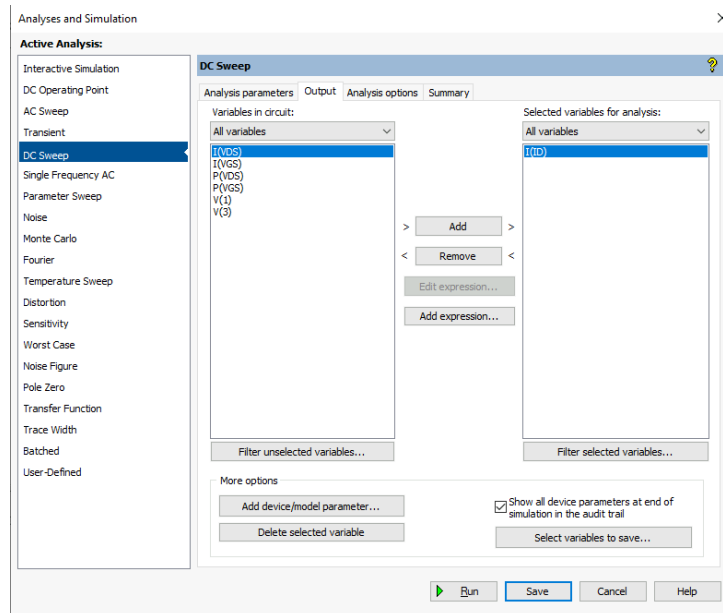 Analyses and Simulation
Active Analysis:
Interactive Simulation
DC Operating Point
AC Sweep
Transient
DC Sweep
Single Frequency AC
Parameter Sweep
Noise
Monte Carlo
Fourier
Temperature Sweep
Distortion
Sensitivity
Worst Case
Noise Figure
Pole Zero
Transfer Function
Trace Width
Batched
User-Defined
DC Sweep
Analysis parameters Output Analysis options Summary
Variables in circuit:
All variables
I(VDS)
I(VGS)
P(VDS)
P(VGS)
V(1)
V(3)
> Add >
< Remove <
Edit expression...
Add expression...
Selected variables for analysis:
All variables
I(ID)
Filter unselected variables...
Filter selected variables...
More options
Add device/model parameter...
Delete selected variable
Show all device parameters at end of
simulation in the audit trail
Select variables to save...
Run Save Cancel Help